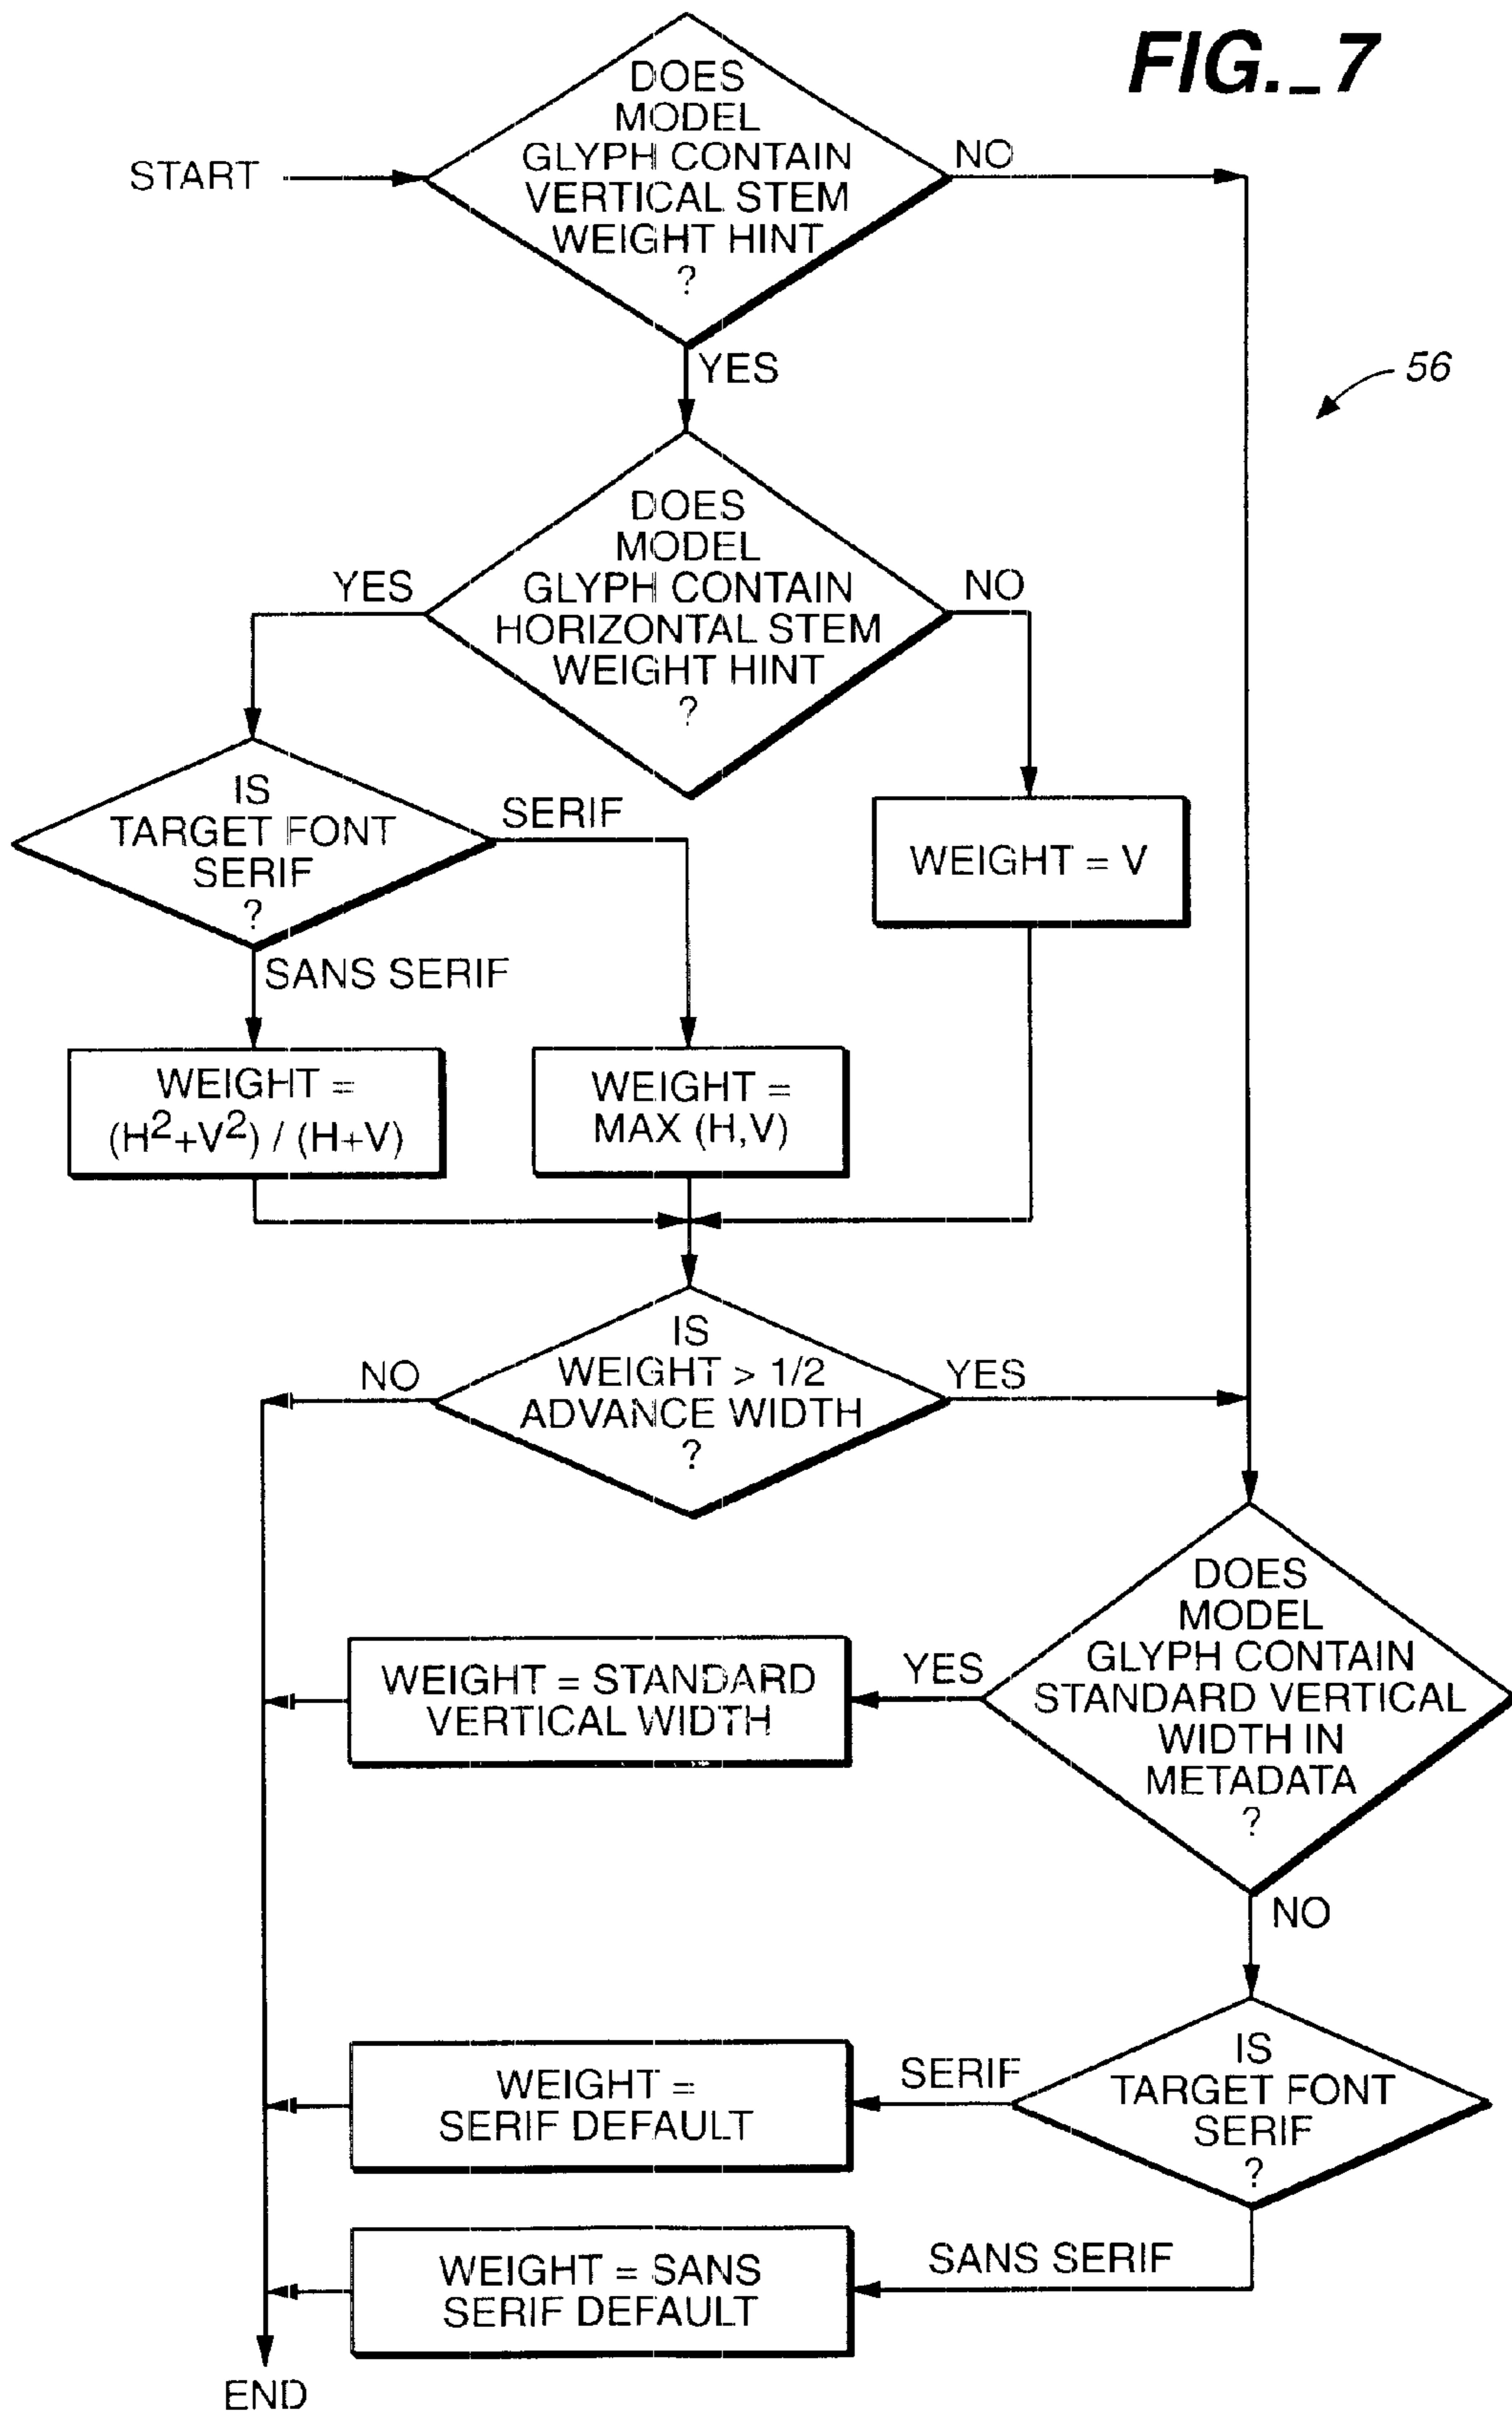 FIG._7
DOES
MODEL
GLYPH CONTAIN
VERTICAL STEM
WEIGHT HINT
?
START
NO
YES
56
DOES
MODEL
GLYPH CONTAIN
HORIZONTAL STEM
WEIGHT HINT
?
YES
NO
IS
TARGET FONT
SERIF
?
SERIF
SANS SERIF
WEIGHT = V
WEIGHT =
(H²+V²) / (H+V)
WEIGHT =
MAX (H,V)
IS
WEIGHT > 1/2
ADVANCE WIDTH
?
NO
YES
DOES
MODEL
GLYPH CONTAIN
STANDARD VERTICAL
WIDTH IN
METADATA
?
YES
WEIGHT = STANDARD
VERTICAL WIDTH
NO
IS
TARGET FONT
SERIF
?
SERIF
WEIGHT =
SERIF DEFAULT
SANS SERIF
WEIGHT = SANS
SERIF DEFAULT
END